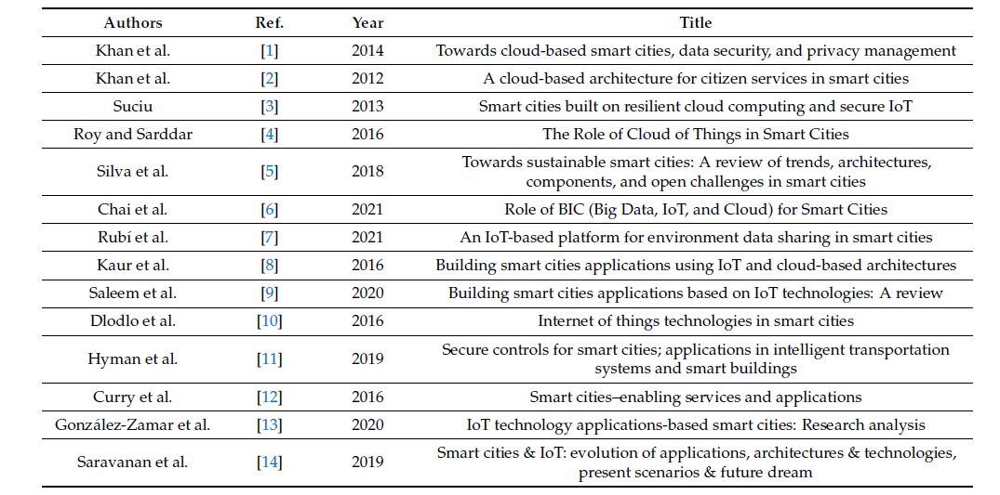 Authors Ref. Year Title
Khan et al. [1] 2014 Towards cloud-based smart cities, data security, and privacy management
Khan et al. [2] 2012 A cloud-based architecture for citizen services in smart cities
Suciu [3] 2013 Smart cities built on resilient cloud computing and secure IoT
Roy and Sarddar [4] 2016 The Role of Cloud of Things in Smart Cities
Silva et al. [5] 2018 Towards sustainable smart cities: A review of trends, architectures,
components, and open challenges in smart cities
Chai et al. [6] 2021 Role of BIC (Big Data, IoT, and Cloud) for Smart Cities
Rubí et al. [7] 2021 An IoT-based platform for environment data sharing in smart cities
Kaur et al. [8] 2016 Building smart cities applications using IoT and cloud-based architectures
Saleem et al. [9] 2020 Building smart cities applications based on IoT technologies: A review
Dlodlo et al. [10] 2016 Internet of things technologies in smart cities
Hyman et al. [11] 2019 Secure controls for smart cities; applications in intelligent transportation
systems and smart buildings
Curry et al. [12] 2016 Smart cities–enabling services and applications
González-Zamar et al. [13] 2020 IoT technology applications-based smart cities: Research analysis
Saravanan et al. [14] 2019 Smart cities & IoT: evolution of applications, architectures & technologies,
present scenarios & future dream